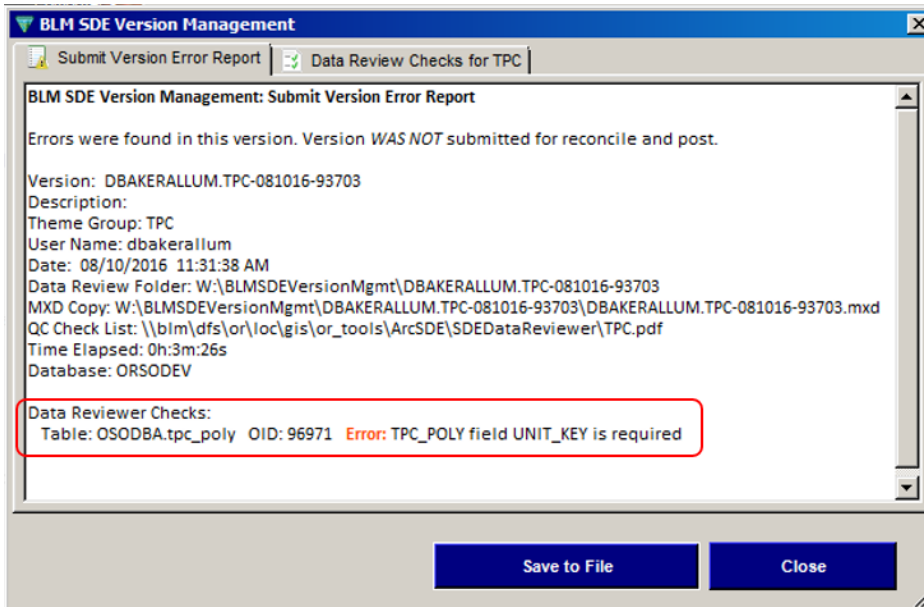 BLM SDE Version Management
Submit Version Error Report
Data Review Checks for TPC
BLM SDE Version Management: Submit Version Error Report
Errors were found in this version. Version WAS NOT submitted for reconcile and post.
Version: DBAKERALLUM.TPC-081016-93703
Description:
Theme Group: TPC
User Name: dbakerallum
Date: 08/10/2016 11:31:38 AM
Data Review Folder: W:\BLMSDEVersionMgmt\DBAKERALLUM.TPC-081016-93703
MXD Copy: W:\BLMSDEVersionMgmt\DBAKERALLUM.TPC-081016-93703\DBAKERALLUM.TPC-081016-93703.mxd
QC Check List: \\blm\dfs\or\loc\gis\or_tools\ArcSDE\SDEDataReviewer\TPC.pdf
Time Elapsed: 0h:3m:26s
Database: ORSODEV
Data Reviewer Checks:
Table: OSODBA.tpc_poly OID: 96971 Error: TPC_POLY field UNIT_KEY is required
Save to File
Close